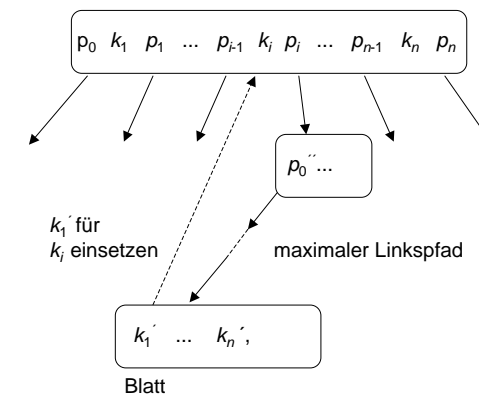 p₀ k₁ p₁ ... pᵢ₋₁ kᵢ pᵢ ... pₙ₋₁ kₙ pₙ
p₀´´...
k₁´ für
kᵢ einsetzen
maximaler Linkspfad
k₁´ ... kₙ´,
Blatt